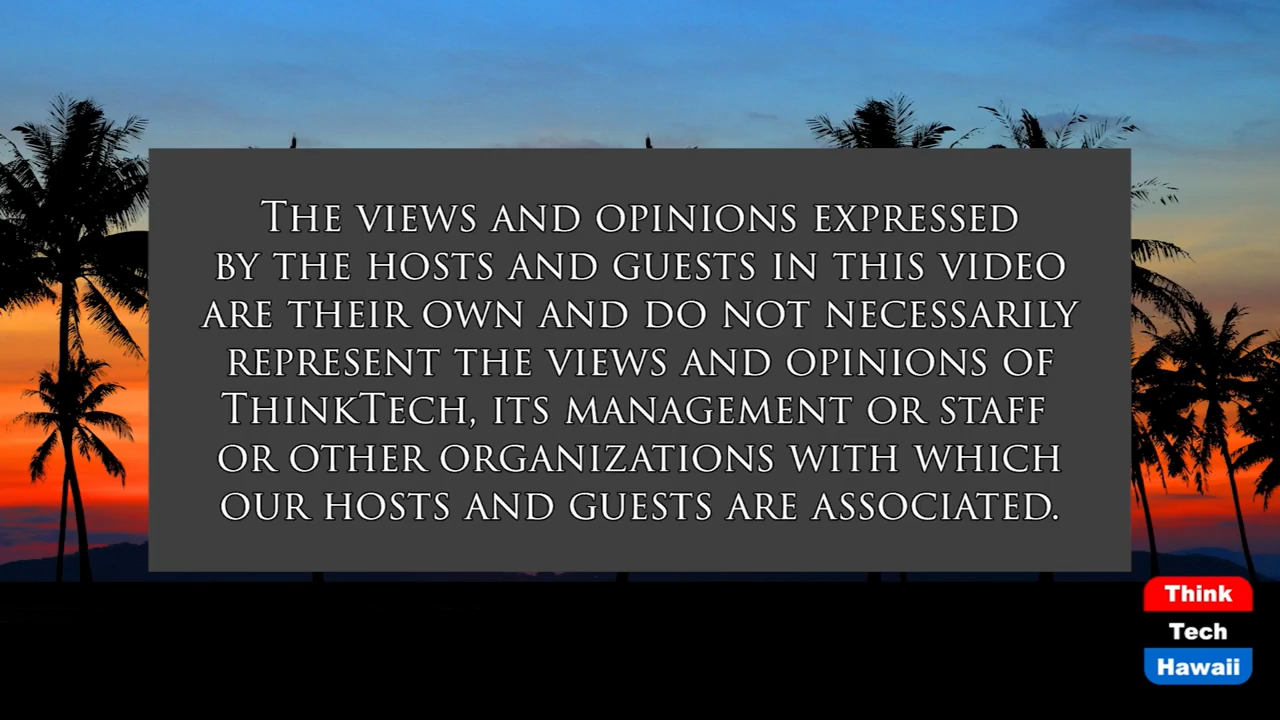 The views and opinions expressed
by the hosts and guests in this video
are their own and do not necessarily
represent the views and opinions of
ThinkTech, its management or staff
or other organizations with which
our hosts and guests are associated.
Think
Tech
Hawaii